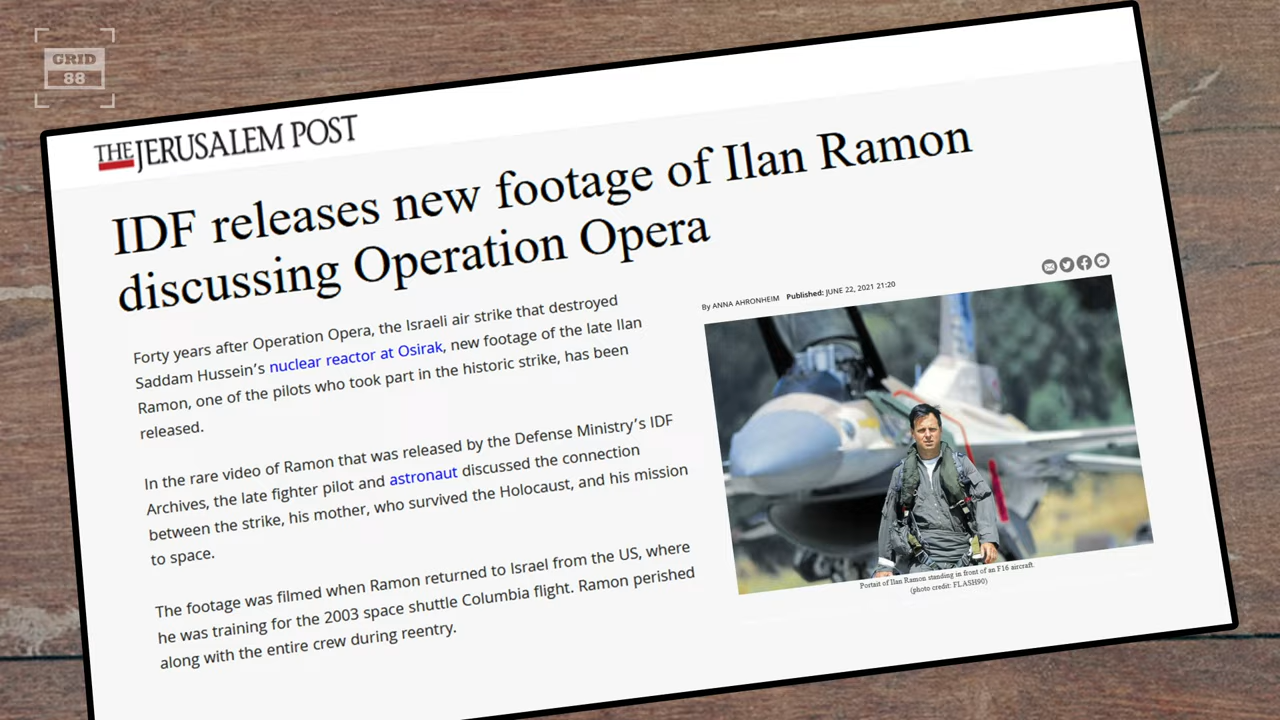 GRID
88
THE JERUSALEM POST
IDF releases new footage of Ilan Ramon
discussing Operation Opera
By ANNA AHRONHEIM Published: JUNE 22, 2021 21:20
Forty years after Operation Opera, the Israeli air strike that destroyed
Saddam Hussein's nuclear reactor at Osirak, new footage of the late Ilan
Ramon, one of the pilots who took part in the historic strike, has been
released.
In the rare video of Ramon that was released by the Defense Ministry's IDF
Archives, the late fighter pilot and astronaut discussed the connection
between the strike, his mother, who survived the Holocaust, and his mission
to space.
The footage was filmed when Ramon returned to Israel from the US, where
he was training for the 2003 space shuttle Columbia flight. Ramon perished
along with the entire crew during reentry.
Portait of Ilan Ramon standing in front of an F16 aircraft.
(photo credit: FLASH90)